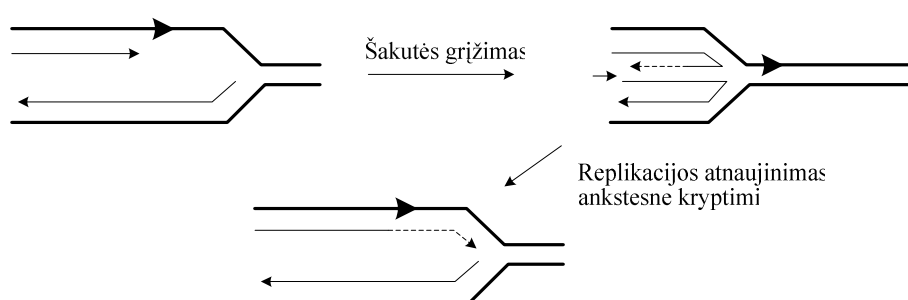 Šakutės grįžimas
Replikacijos atnaujinimas
ankstesne kryptimi